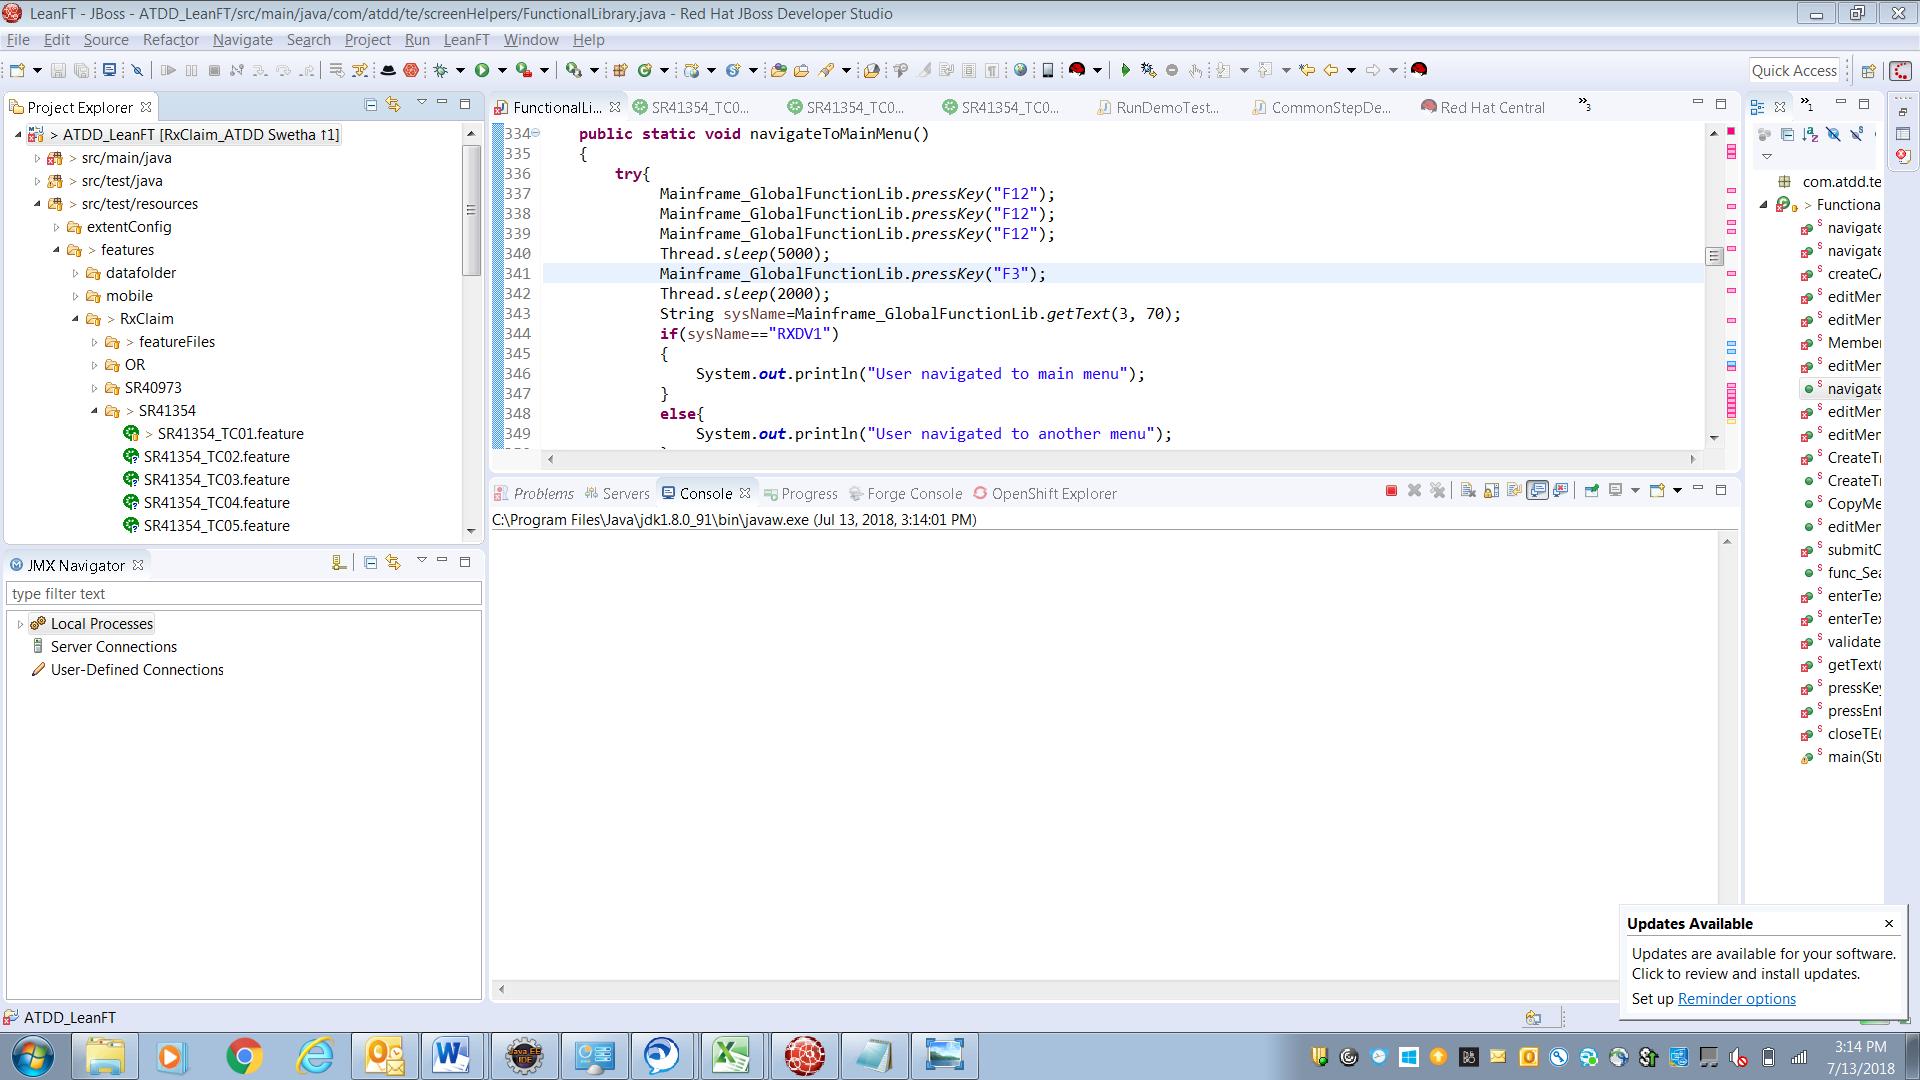 LeanFT - JBoss - ATDD_LeanFT/src/main/java/com/atdd/te/screenHelpers/FunctionalLibrary.java - Red Hat JBoss Developer Studio
File Edit Source Refactor Navigate Search Project Run LeanFT Window Help
Quick Access
Project Explorer
ATDD_LeanFT [RxClaim_ATDD Swetha ↑1]
> src/main/java
> src/test/java
> src/test/resources
extentConfig
> features
datafolder
mobile
> RxClaim
> featureFiles
OR
SR40973
> SR41354
> SR41354_TC01.feature
SR41354_TC02.feature
SR41354_TC03.feature
SR41354_TC04.feature
SR41354_TC05.feature
JMX Navigator
type filter text
Local Processes
Server Connections
User-Defined Connections
FunctionalLi... SR41354_TC0... SR41354_TC0... SR41354_TC0... RunDemoTest... CommonStepDe... Red Hat Central »3
334 public static void navigateToMainMenu()
335 {
336 try{
337 Mainframe_GlobalFunctionLib.pressKey("F12");
338 Mainframe_GlobalFunctionLib.pressKey("F12");
339 Mainframe_GlobalFunctionLib.pressKey("F12");
340 Thread.sleep(5000);
341 Mainframe_GlobalFunctionLib.pressKey("F3");
342 Thread.sleep(2000);
343 String sysName=Mainframe_GlobalFunctionLib.getText(3, 70);
344 if(sysName=="RXDV1")
345 {
346 System.out.println("User navigated to main menu");
347 }
348 else{
349 System.out.println("User navigated to another menu");
Problems Servers Console Progress Forge Console OpenShift Explorer
C:\Program Files\Java\jdk1.8.0_91\bin\javaw.exe (Jul 13, 2018, 3:14:01 PM)
»1
com.atdd.te
> Functiona
navigate
navigate
createCA
editMer
editMer
Member
editMer
navigate
editMer
editMer
CreateTr
CreateTr
CopyMe
editMer
submitC
func_Sea
enterTex
enterTex
validate
getText(
pressKey
pressEnt
closeTE(
main(Str
Updates Available
Updates are available for your software.
Click to review and install updates.
Set up Reminder options
ATDD_LeanFT
3:14 PM
7/13/2018